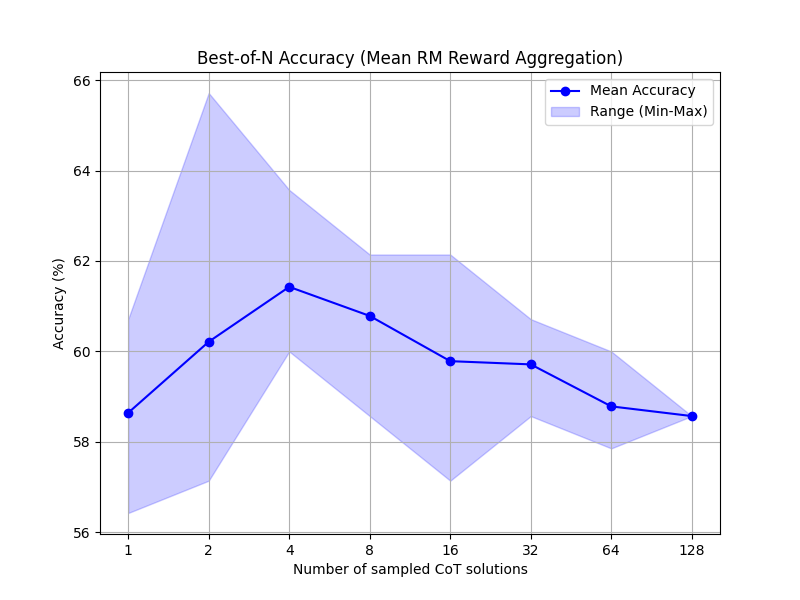 Best-of-N Accuracy (Mean RM Reward Aggregation)
Mean Accuracy
Range (Min-Max)
Accuracy (%)
66
64
62
60
58
56
1 2 4 8 16 32 64 128
Number of sampled CoT solutions